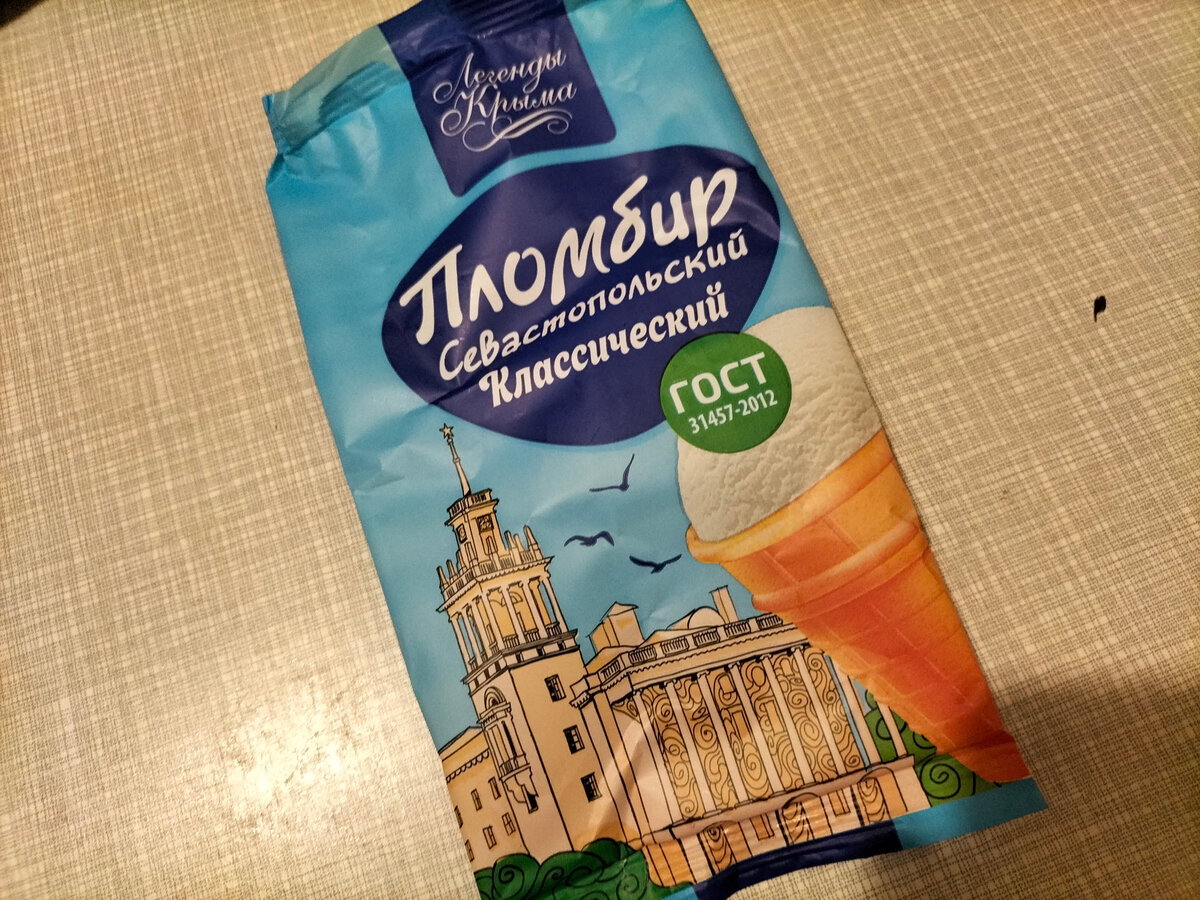 Легенды
Крыма
Пломбир
Севастопольский
Классический
ГОСТ
31457-2012